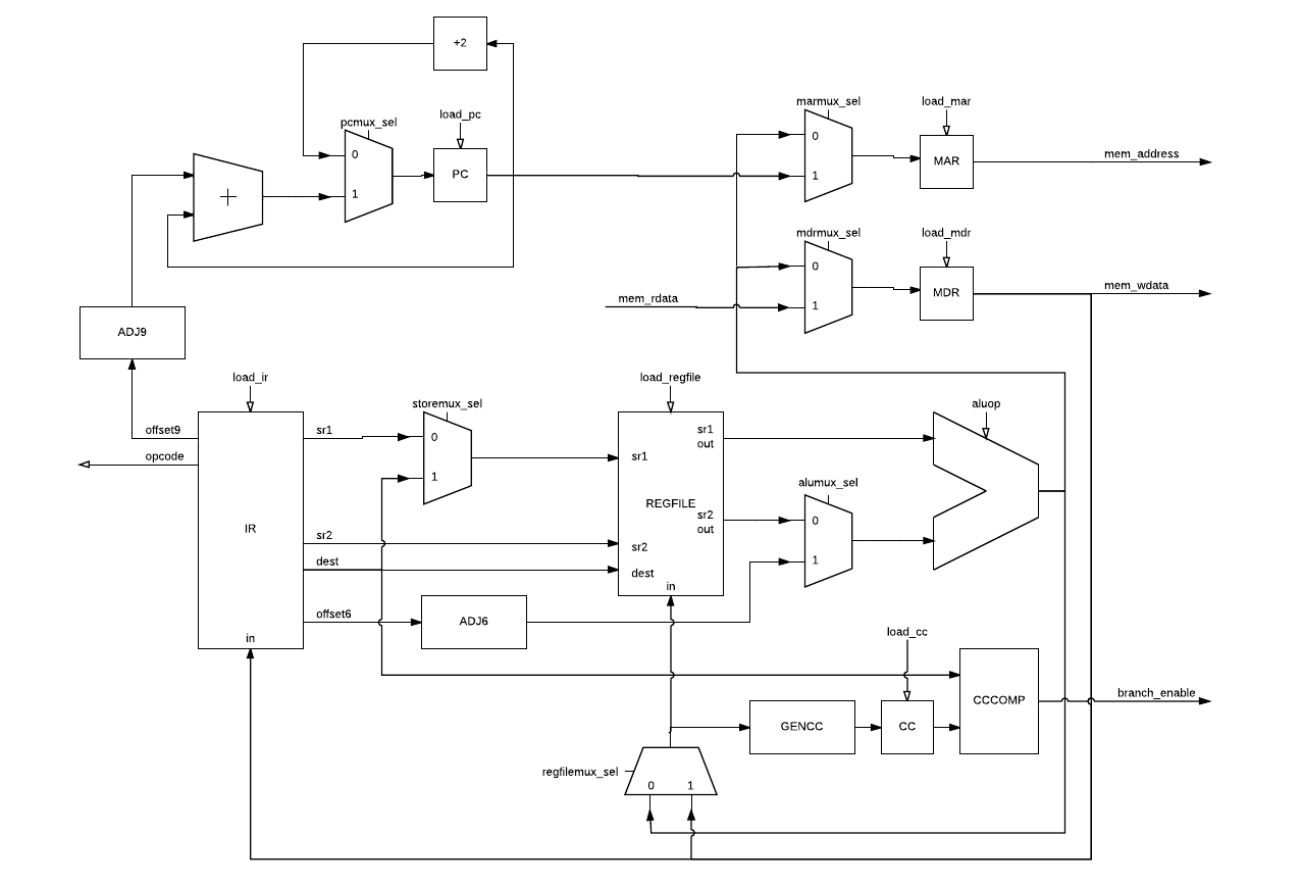 +2
load_pc
pcmux_sel
0
1
PC
+
marmux_sel
0
1
load_mar
MAR
mem_address
mdrmux_sel
0
1
load_mdr
MDR
mem_wdata
mem_rdata
ADJ9
load_ir
offset9
opcode
IR
in
sr1
sr2
dest
offset6
storemux_sel
0
1
ADJ6
load_regfile
sr1
out
sr1
REGFILE
sr2
out
sr2
dest
in
aluop
alumux_sel
0
1
load_cc
GENCC
CC
CCCOMP
branch_enable
regfilemux_sel
0
1